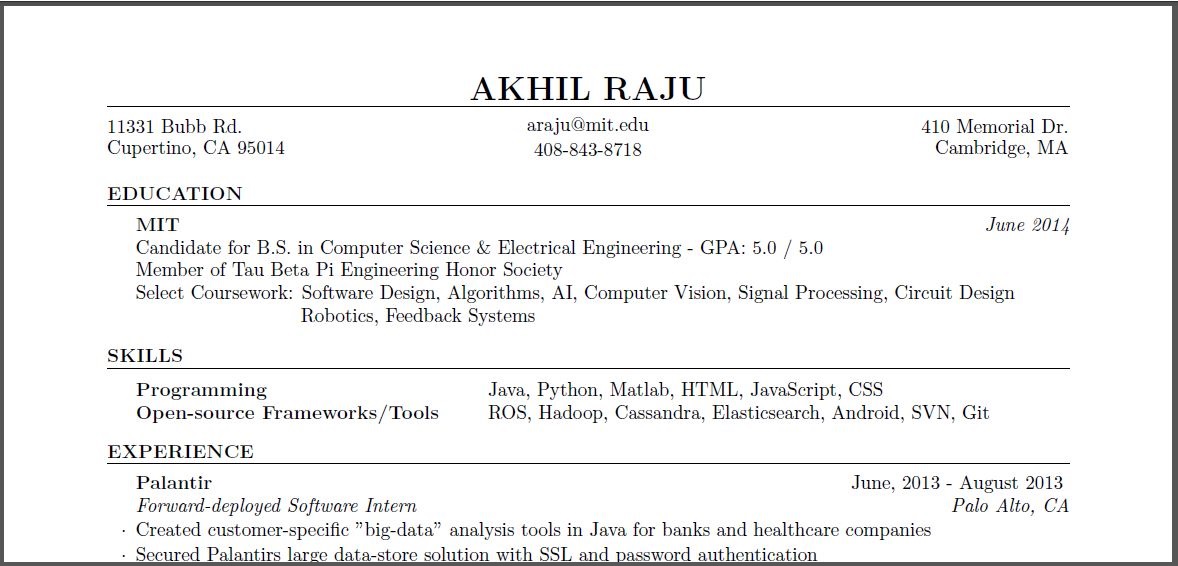 AKHIL RAJU
11331 Bubb Rd.
Cupertino, CA 95014
araju@mit.edu
408-843-8718
410 Memorial Dr.
Cambridge, MA
EDUCATION
MIT June 2014
Candidate for B.S. in Computer Science & Electrical Engineering - GPA: 5.0 / 5.0
Member of Tau Beta Pi Engineering Honor Society
Select Coursework: Software Design, Algorithms, AI, Computer Vision, Signal Processing, Circuit Design
Robotics, Feedback Systems
SKILLS
Programming Java, Python, Matlab, HTML, JavaScript, CSS
Open-source Frameworks/Tools ROS, Hadoop, Cassandra, Elasticsearch, Android, SVN, Git
EXPERIENCE
Palantir June, 2013 - August 2013
Forward-deployed Software Intern Palo Alto, CA
· Created customer-specific ”big-data” analysis tools in Java for banks and healthcare companies
· Secured Palantirs large data-store solution with SSL and password authentication